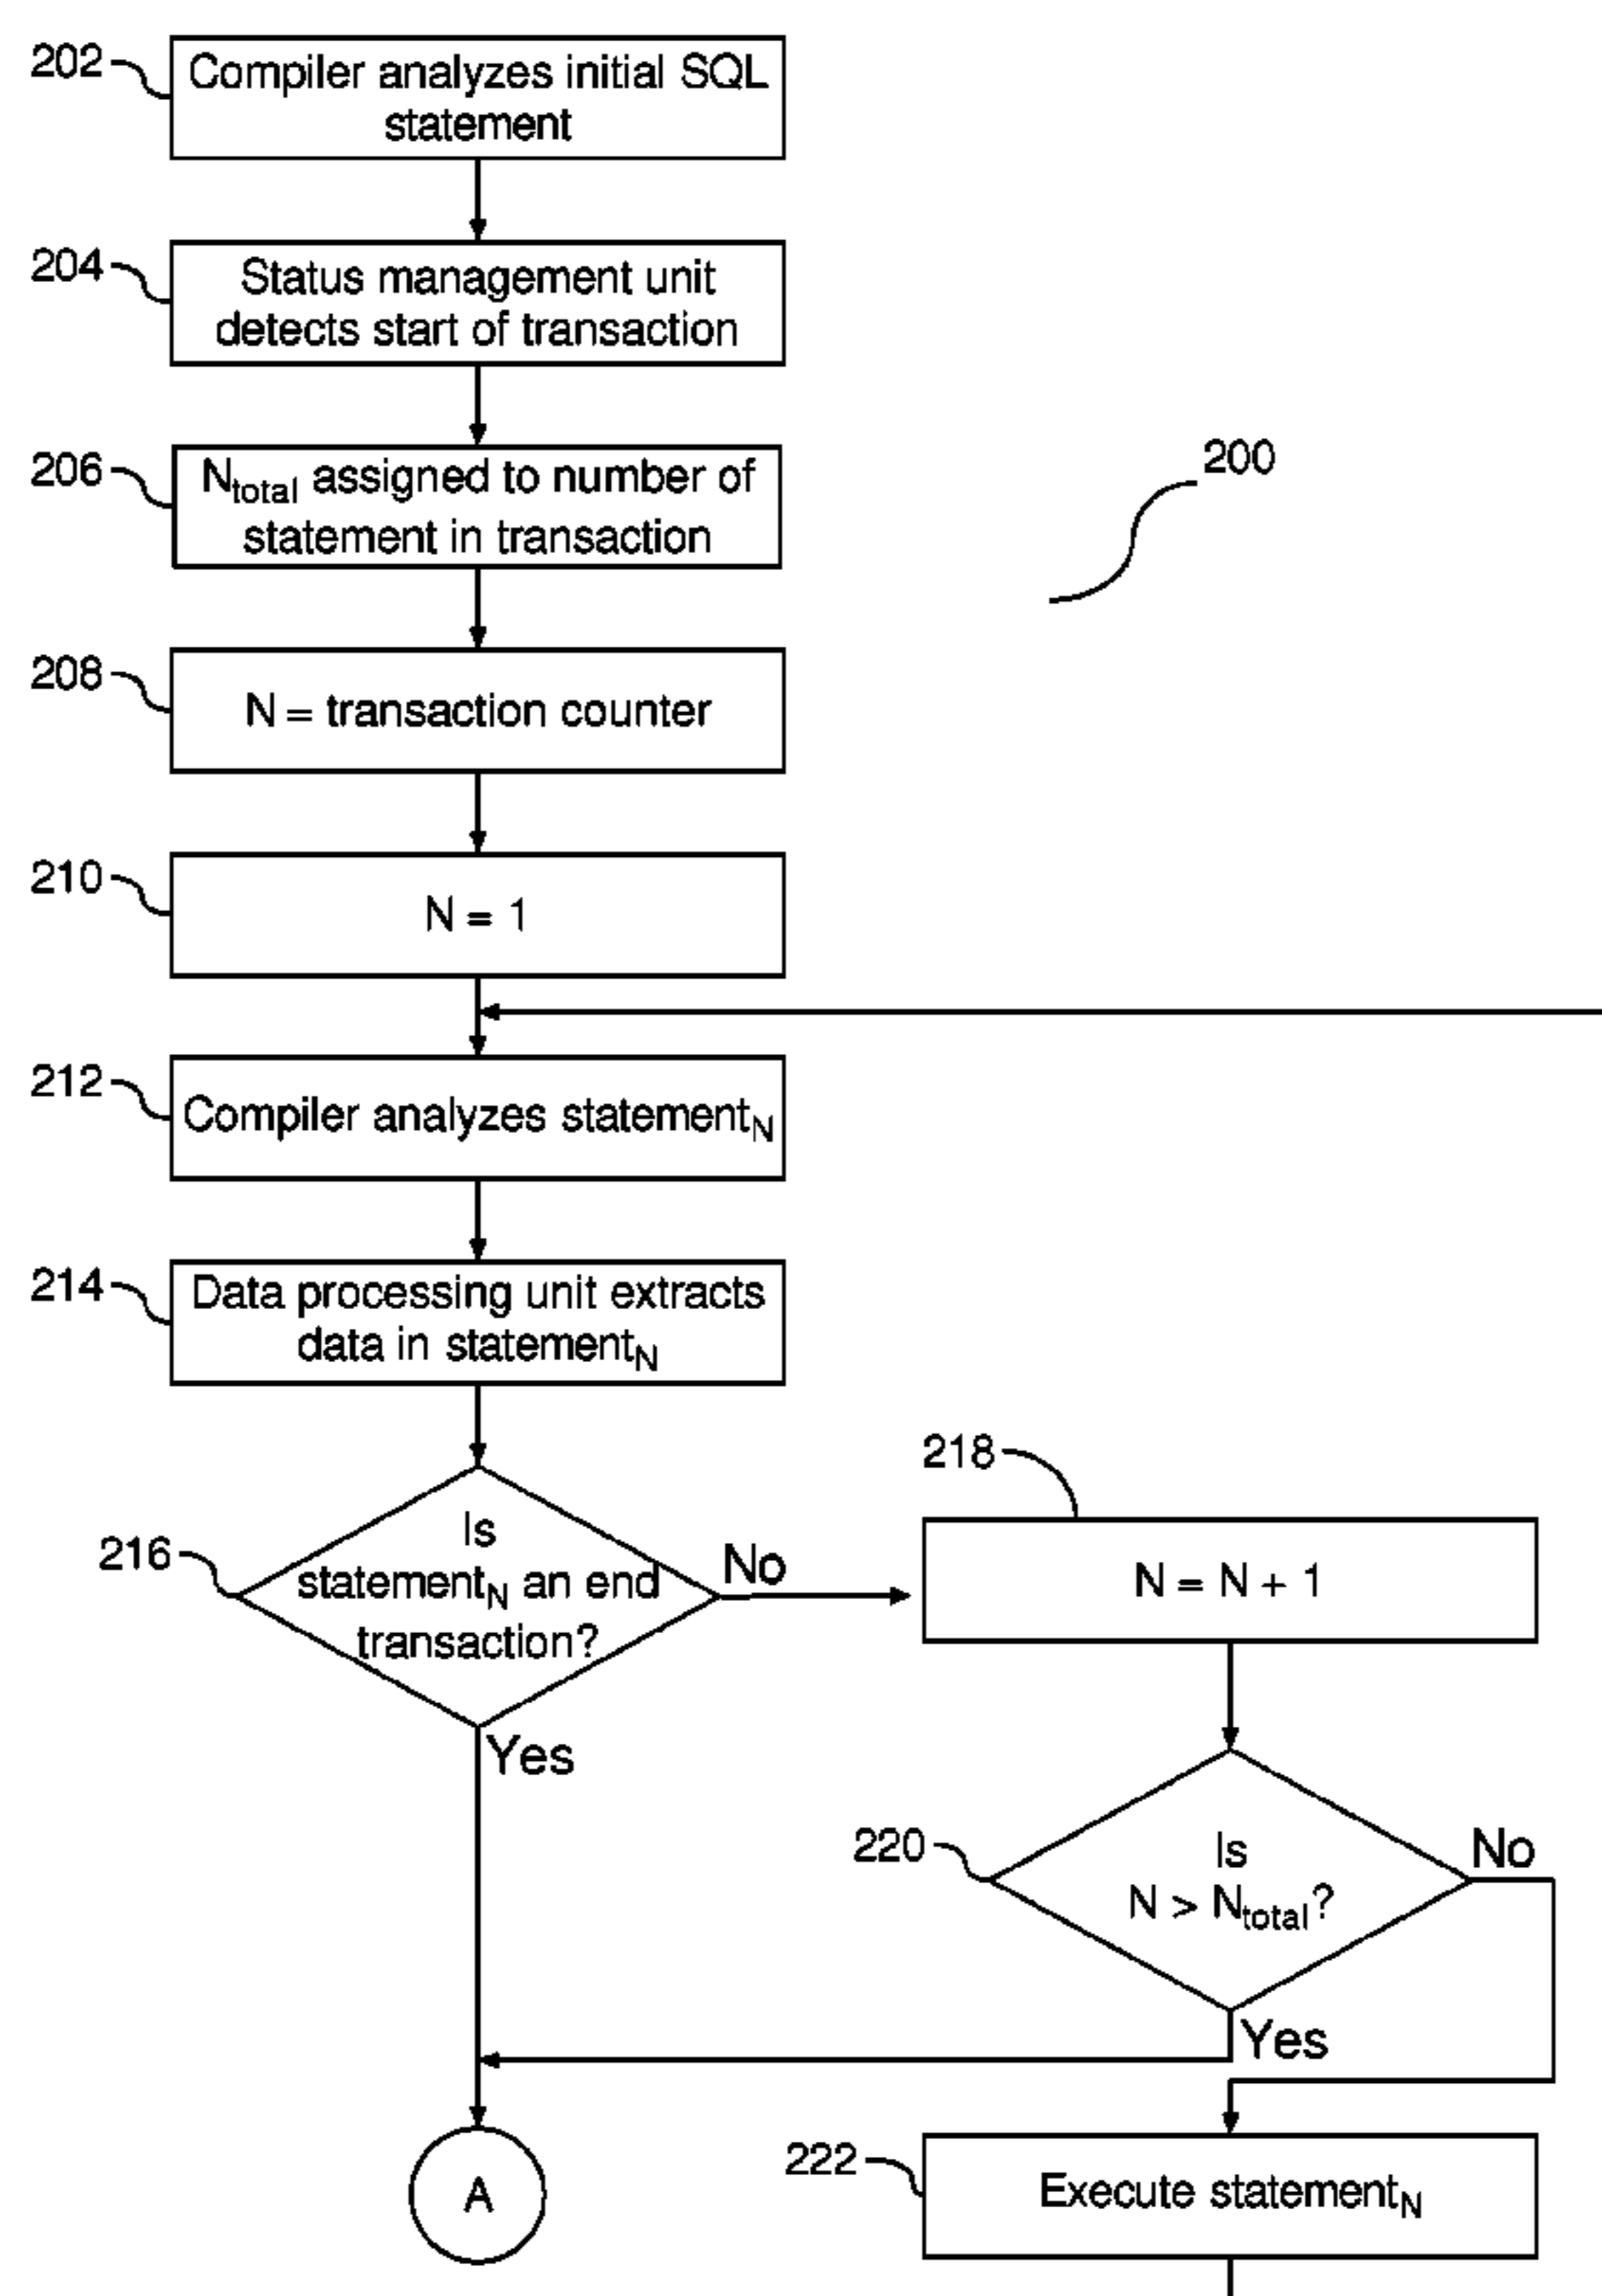 202
Compiler analyzes initial SQL
statement
204
Status management unit
detects start of transaction
206
Ntotal assigned to number of
statement in transaction
200
208
N = transaction counter
210
N = 1
212
Compiler analyzes statementN
214
Data processing unit extracts
data in statementN
216
Is
statementN an end
transaction?
No
Yes
218
N = N + 1
220
Is
N > Ntotal?
No
Yes
A
222
Execute statementN